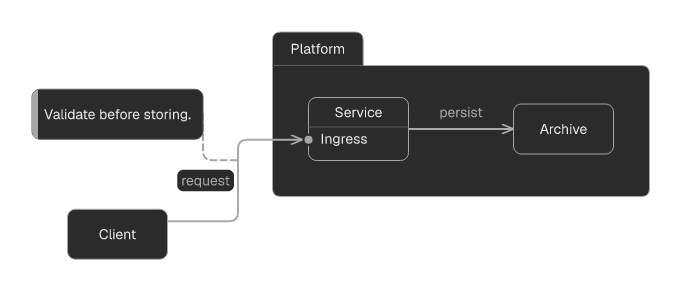 Platform
Validate before storing.
Service
persist
Ingress
Archive
request
Client